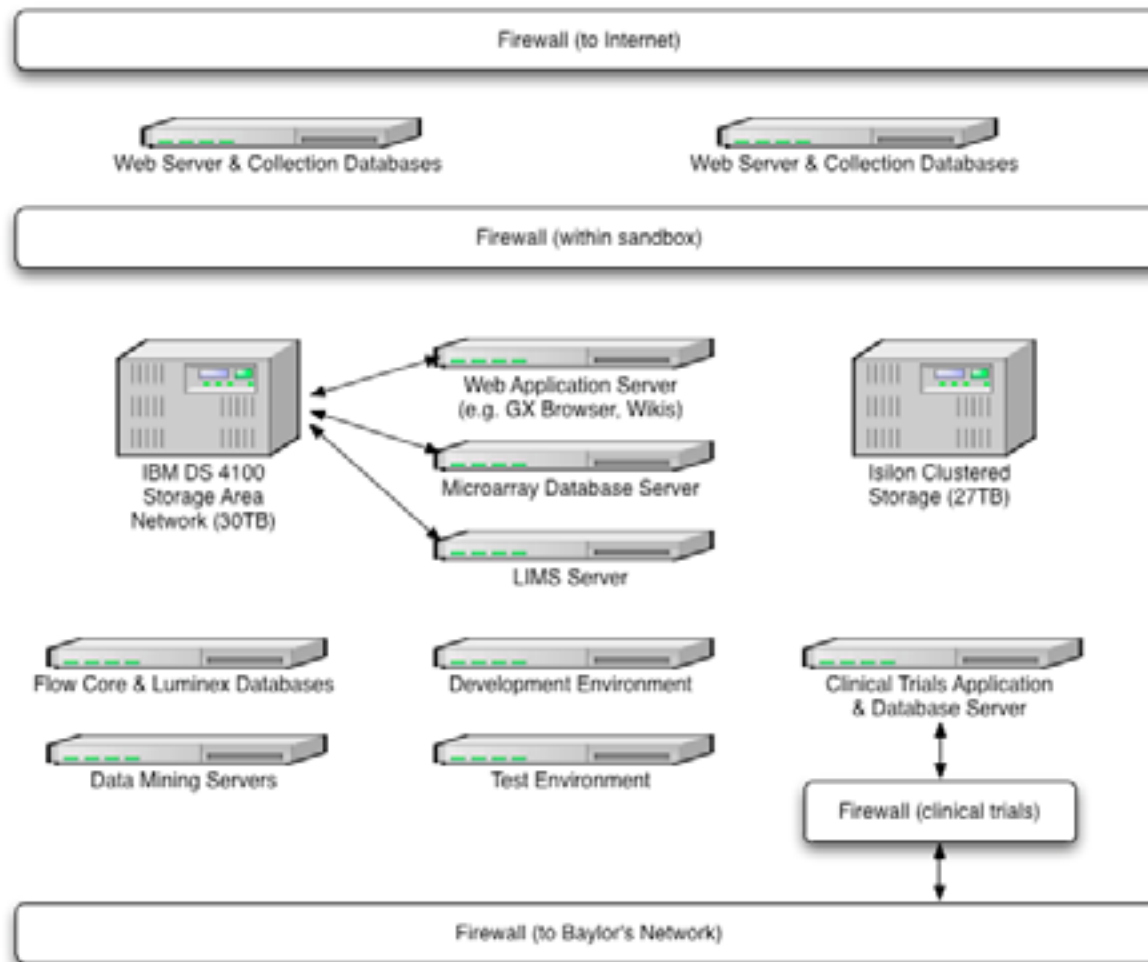 Firewall (to Internet)
Web Server & Collection Databases
Web Server & Collection Databases
Firewall (within sandbox)
IBM DS 4100
Storage Area
Network (30TB)
Web Application Server
(e.g. GX Browser, Wikis)
Microarray Database Server
LIMS Server
Isilon Clustered
Storage (27TB)
Flow Core & Luminex Databases
Development Environment
Clinical Trials Application
& Database Server
Data Mining Servers
Test Environment
Firewall (clinical trials)
Firewall (to Baylor's Network)